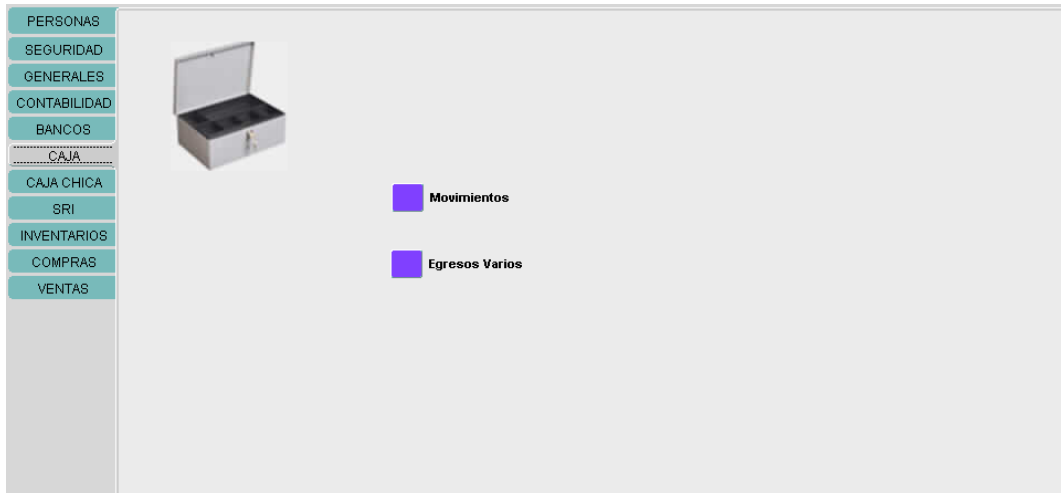 PERSONAS
SEGURIDAD
GENERALES
CONTABILIDAD
BANCOS
CAJA
CAJA CHICA
SRI
INVENTARIOS
COMPRAS
VENTAS
Movimientos
Egresos Varios